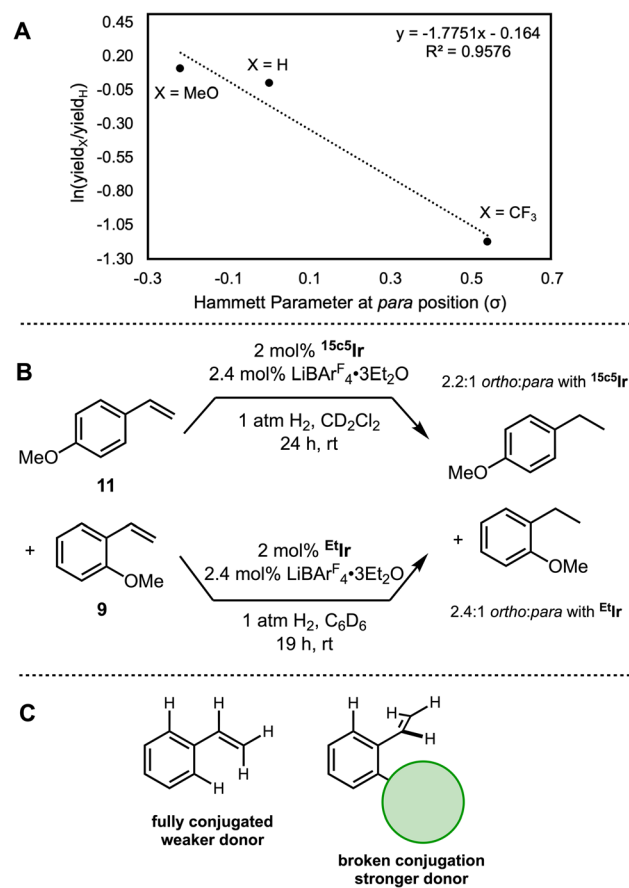 A
y = -1.7751x - 0.164
R² = 0.9576
ln(yieldₓ/yield_H)
0.45
0.20
-0.05
-0.30
-0.55
-0.80
-1.05
-1.30
X = MeO
X = H
X = CF₃
-0.3 -0.1 0.1 0.3 0.5 0.7
Hammett Parameter at para position (σ)
B
2 mol% ¹⁵ᶜ⁵Ir
2.4 mol% LiBArF₄•3Et₂O
1 atm H₂, CD₂Cl₂
24 h, rt
2.2:1 ortho:para with ¹⁵ᶜ⁵Ir
MeO
11
MeO
+
OMe
9
2 mol% EtIr
2.4 mol% LiBArF₄•3Et₂O
1 atm H₂, C₆D₆
19 h, rt
+
OMe
2.4:1 ortho:para with EtIr
C
H H H
H
H
fully conjugated
weaker donor
H H H
H
broken conjugation
stronger donor